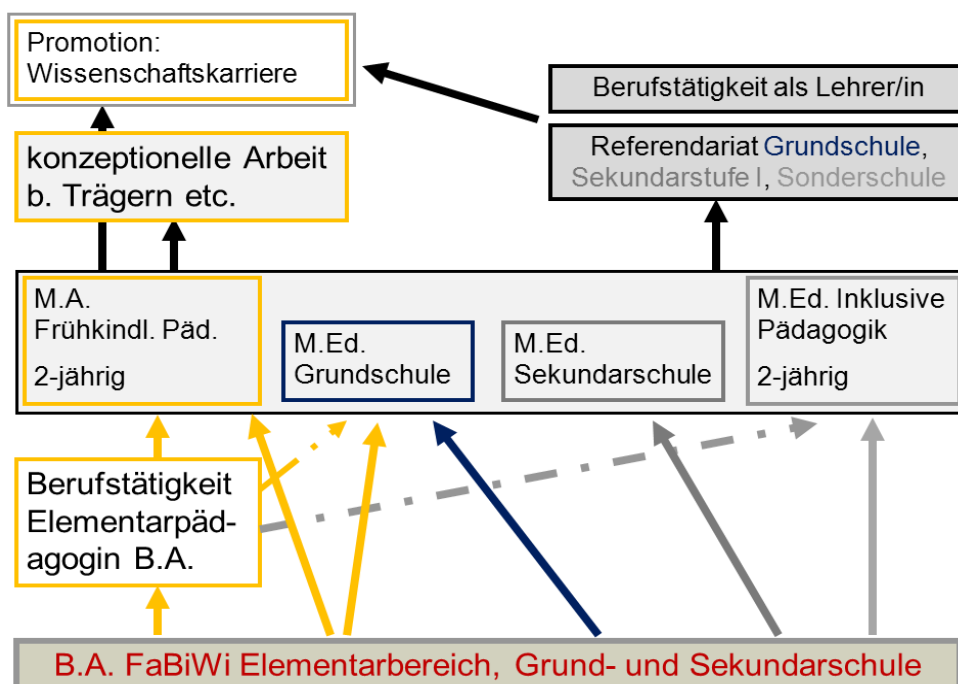 Promotion:
Wissenschaftskarriere
Berufstätigkeit als Lehrer/in
konzeptionelle Arbeit
b. Trägern etc.
Referendariat Grundschule,
Sekundarstufe I, Sonderschule
M.A.
Frühkindl. Päd.
2-jährig
M.Ed.
Grundschule
M.Ed.
Sekundarschule
M.Ed. Inklusive
Pädagogik
2-jährig
Berufstätigkeit
Elementarpäd-
agogin B.A.
B.A. FaBiWi Elementarbereich, Grund- und Sekundarschule